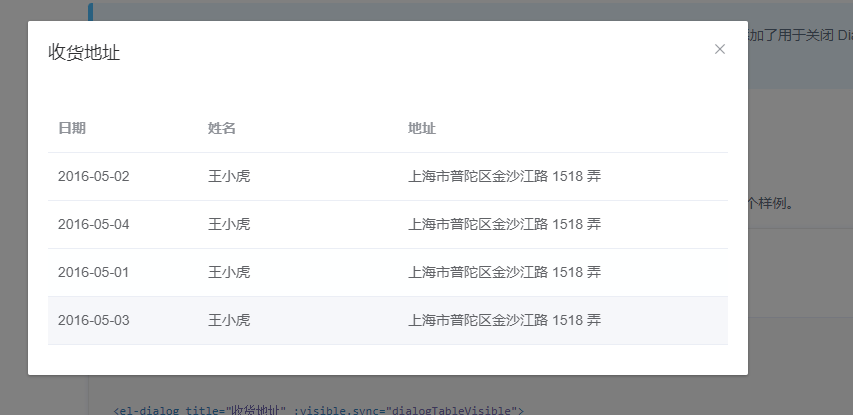 加了用于关闭 Dia
收货地址
日期 姓名 地址
2016-05-02 王小虎 上海市普陀区金沙江路 1518 弄
个样例。
2016-05-04 王小虎 上海市普陀区金沙江路 1518 弄
2016-05-01 王小虎 上海市普陀区金沙江路 1518 弄
2016-05-03 王小虎 上海市普陀区金沙江路 1518 弄
<el-dialog title="收货地址" :visible.sync="dialogTableVisible">